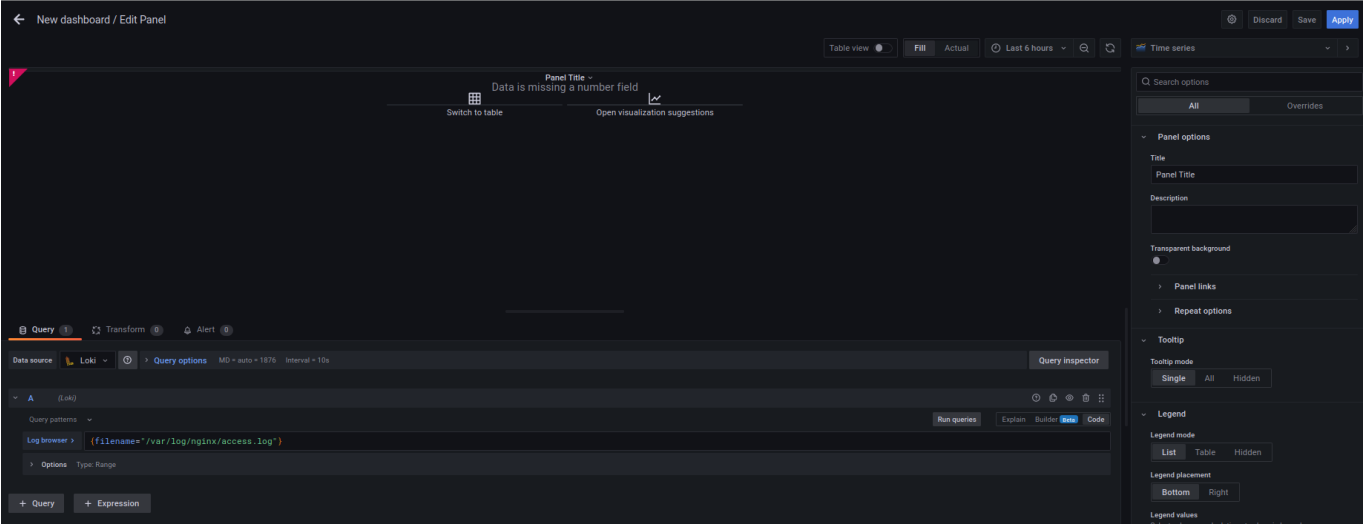 New dashboard / Edit Panel
Discard Save Apply
Table view Fill Actual Last 6 hours Time series
!
Panel Title
Data is missing a number field
Switch to table Open visualization suggestions
Search options
All Overrides
Panel options
Title
Panel Title
Description
Transparent background
Panel links
Repeat options
Tooltip
Tooltip mode
Single All Hidden
Legend
Legend mode
List Table Hidden
Legend placement
Bottom Right
Legend values
Query 1 Transform 0 Alert 0
Data source Loki Query options MD = auto = 1876 Interval = 10s Query inspector
A (Loki)
Query patterns Run queries Explain Builder Beta Code
Log browser > {filename="/var/log/nginx/access.log"}
> Options Type: Range
+ Query + Expression